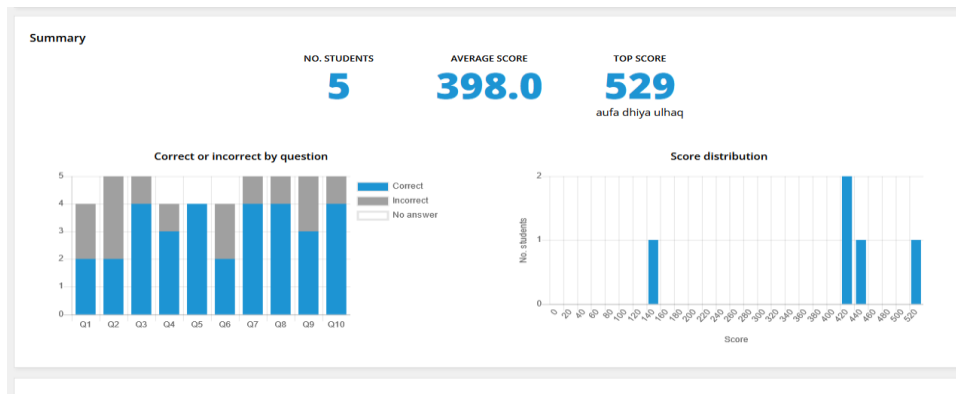 Summary
NO. STUDENTS
5
AVERAGE SCORE
398.0
TOP SCORE
529
aufa dhiya ulhaq
Correct or incorrect by question
5
4
3
2
1
0
Q1 Q2 Q3 Q4 Q5 Q6 Q7 Q8 Q9 Q10
Correct
Incorrect
No answer
Score distribution
No. students
2
1
0
0 20 40 60 80 100 120 140 160 180 200 220 240 260 280 300 320 340 360 380 400 420 440 460 480 500 520
Score